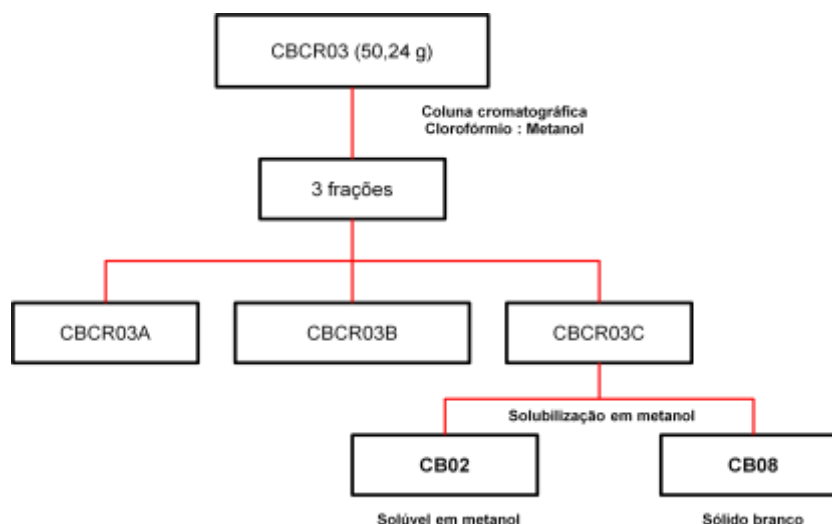 CBCR03 (50,24 g)
Coluna cromatográfica
Clorofórmio : Metanol
3 frações
CBCR03A
CBCR03B
CBCR03C
Solubilização em metanol
CB02
CB08
Solúvel em metanol
Sólido branco